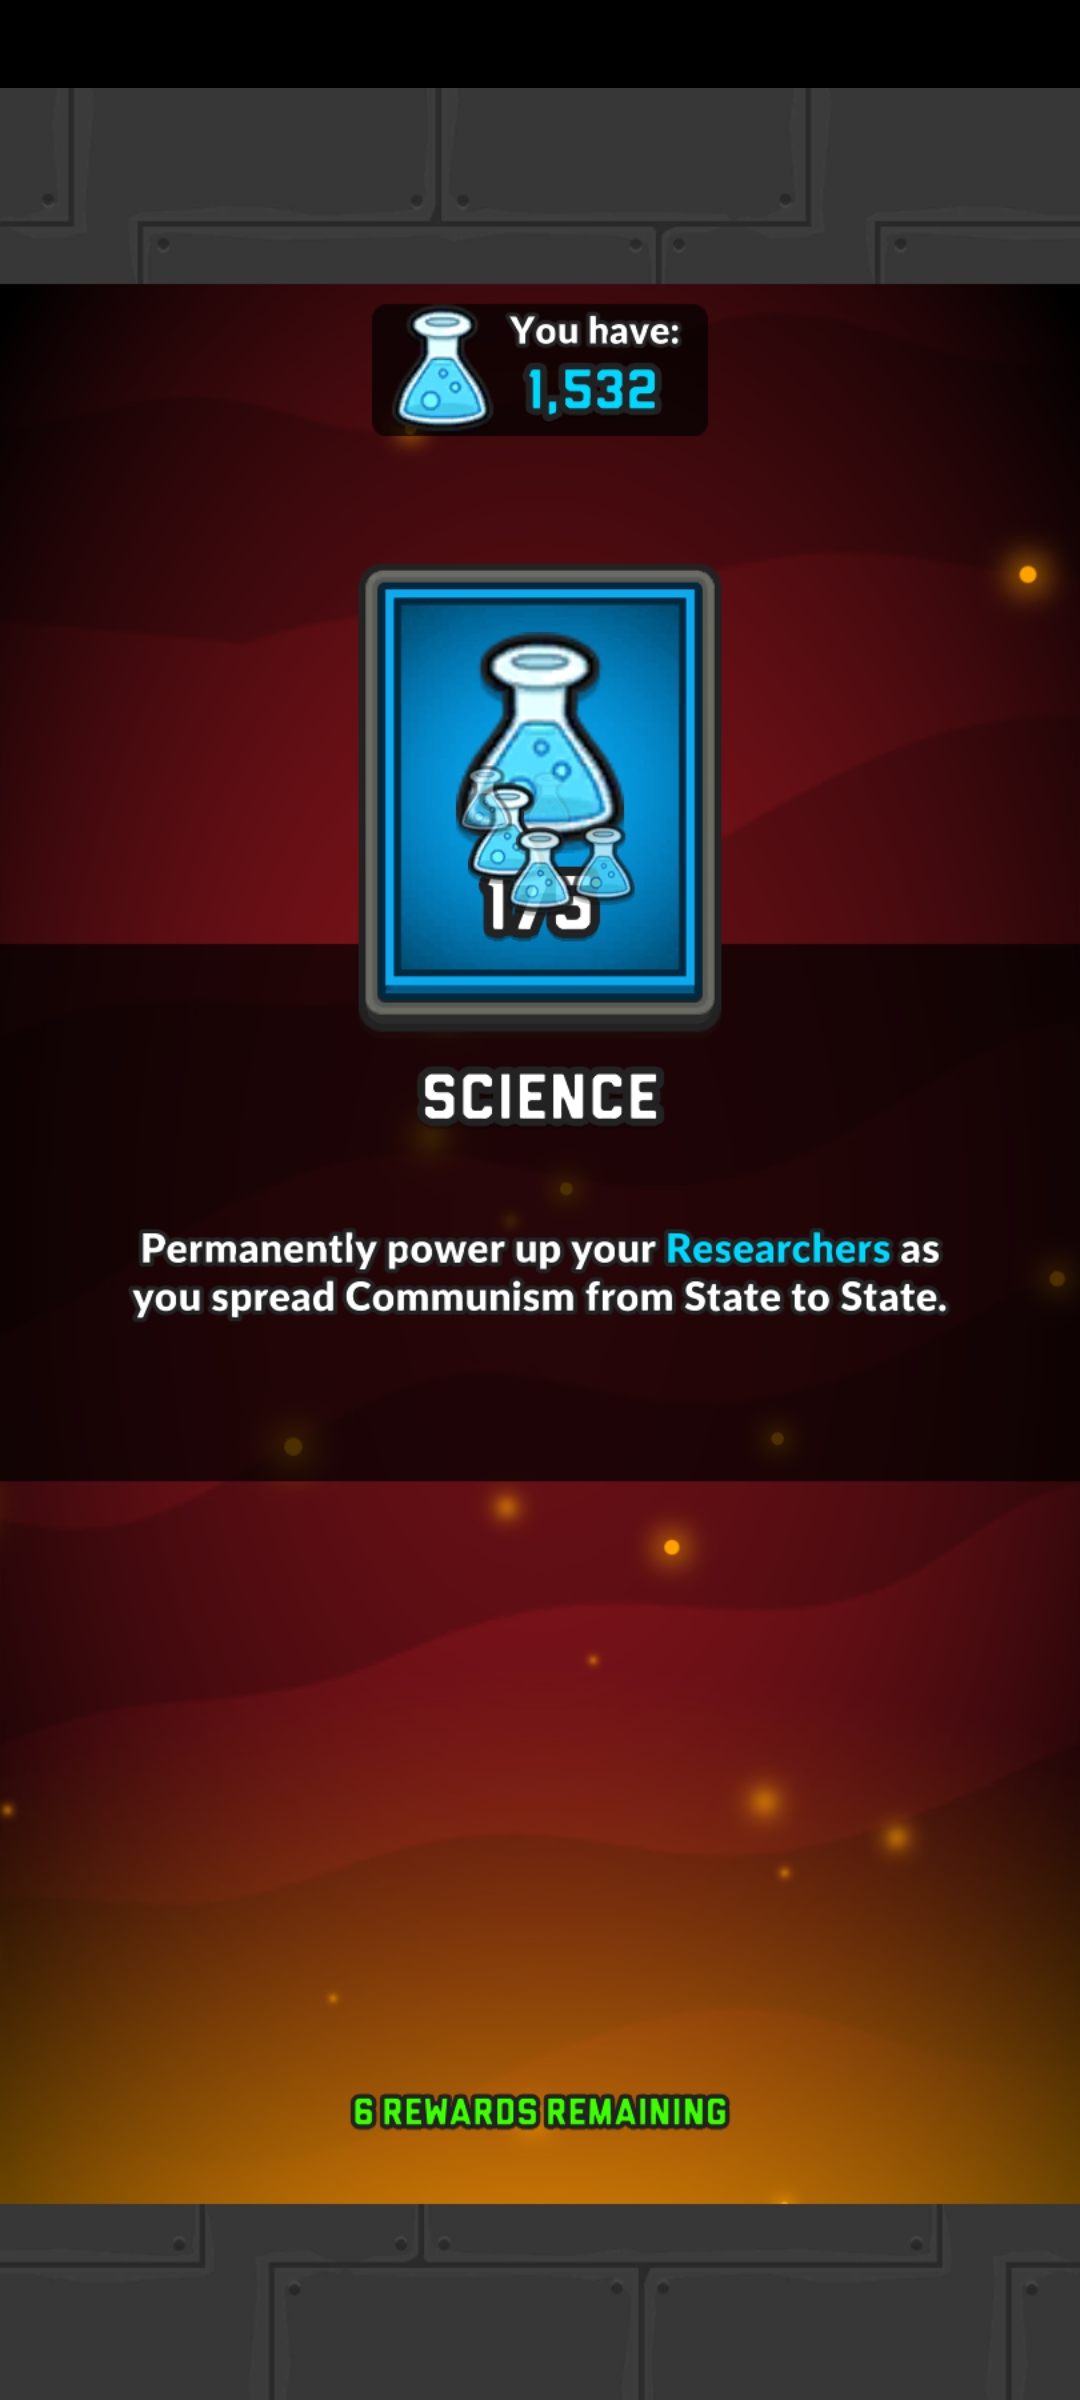 You have:
1,532
175
SCIENCE
Permanently power up your Researchers as
you spread Communism from State to State.
6 REWARDS REMAINING